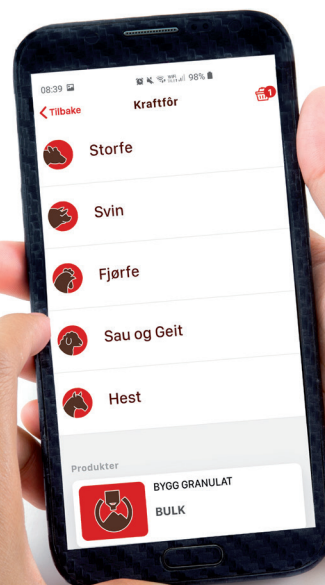 08:39 98%
Tilbake
Kraftfôr
1
Storfe
Svin
Fjørfe
Sau og Geit
Hest
Produkter
BYGG GRANULAT
BULK